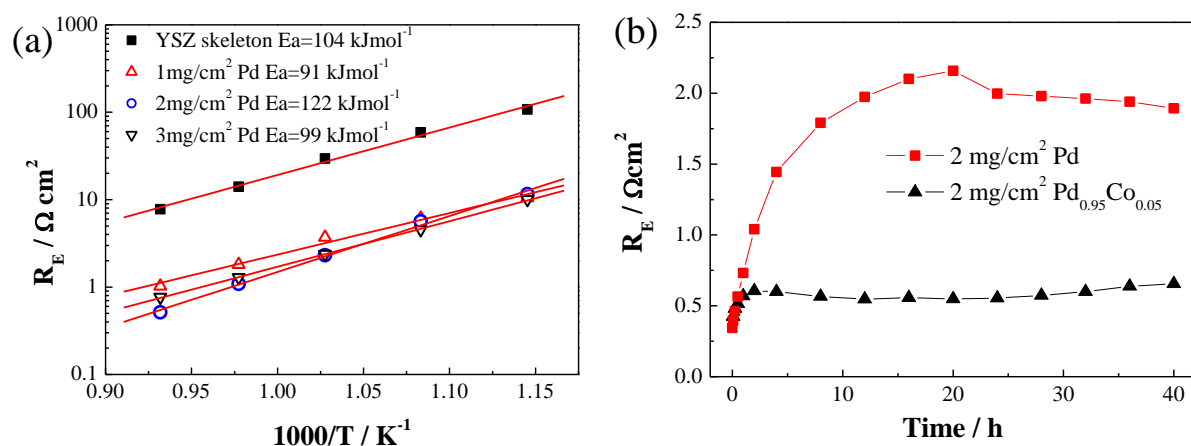 (a)
YSZ skeleton Ea=104 kJmol⁻¹
1mg/cm² Pd Ea=91 kJmol⁻¹
2mg/cm² Pd Ea=122 kJmol⁻¹
3mg/cm² Pd Ea=99 kJmol⁻¹
1000
100
10
1
0.1
R_E / Ω cm²
0.90 0.95 1.00 1.05 1.10 1.15
1000/T / K⁻¹
(b)
2.5
2.0
1.5
1.0
0.5
0.0
R_E / Ωcm²
2 mg/cm² Pd
2 mg/cm² Pd₀.₉₅Co₀.₀₅
0 10 20 30 40
Time / h